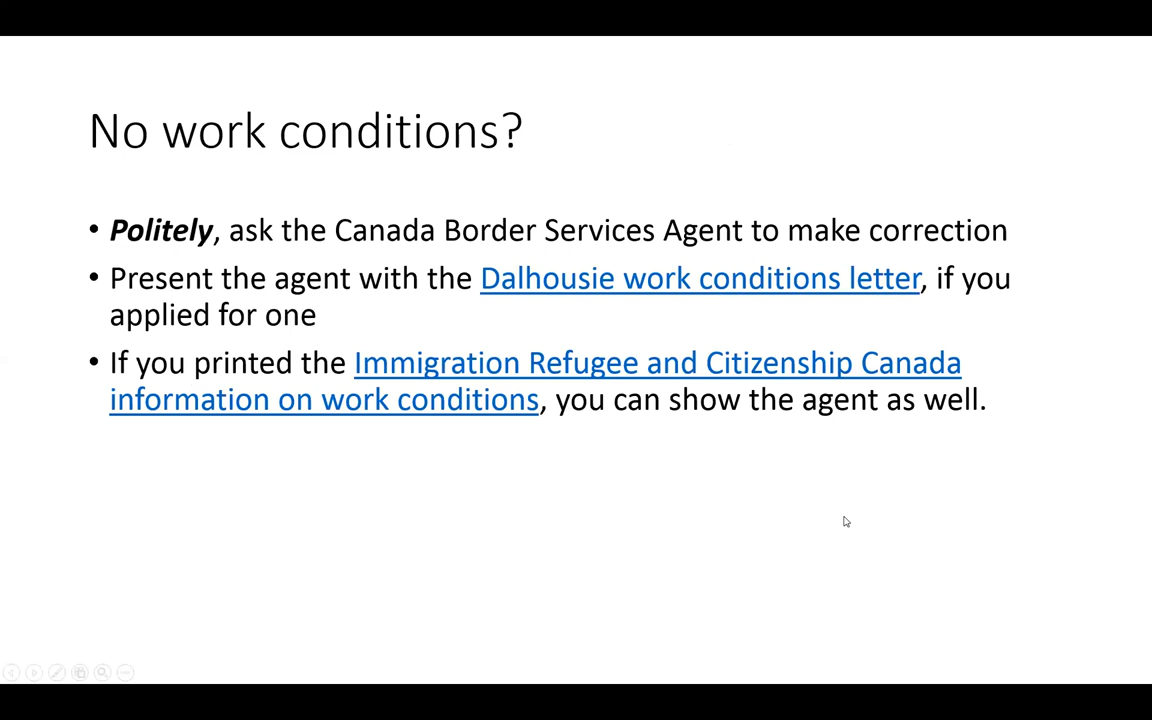 No work conditions?
• Politely, ask the Canada Border Services Agent to make correction
• Present the agent with the Dalhousie work conditions letter, if you
applied for one
• If you printed the Immigration Refugee and Citizenship Canada
information on work conditions, you can show the agent as well.